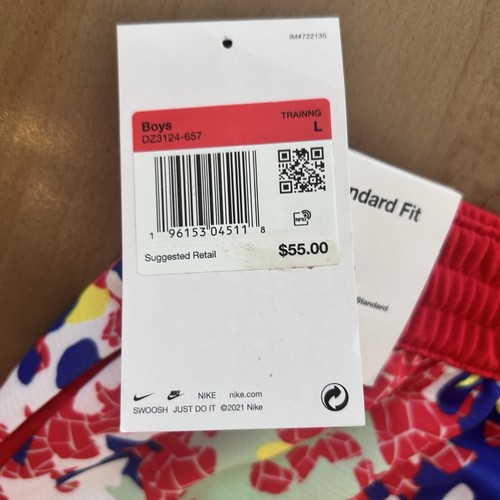 IM#722135
TRAINNG
Boys
L
DZ3124-657
RFID
1 96153 04511 8
Suggested Retail
$55.00
NIKE nike.com
SWOOSH JUST DO IT ©2021 Nike
ndard Fit
Standard